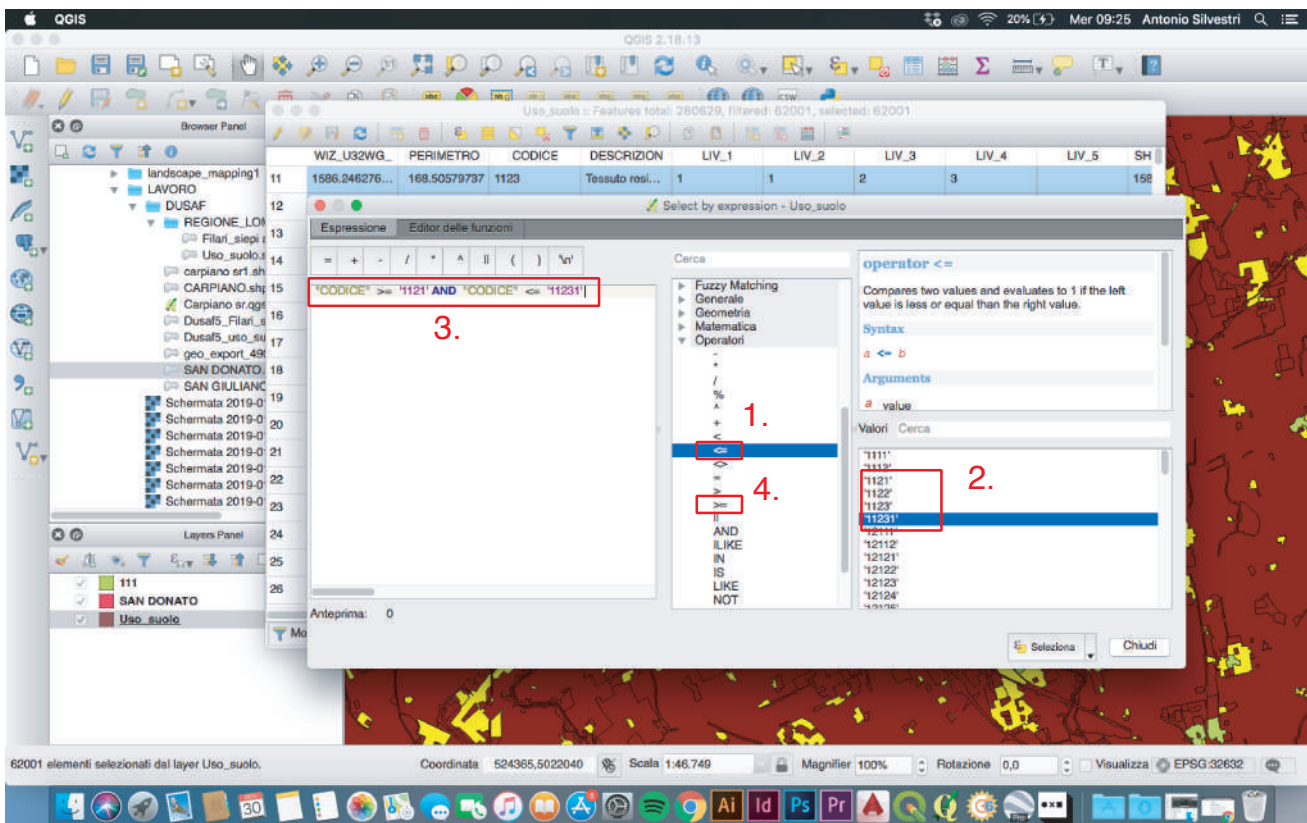 QGIS
20%
Mer 09:25 Antonio Silvestri
QGIS 2.18.13
Browser Panel
landscape_mapping1
LAVORO
DUSAF
REGIONE_LOM
Filari_siepi
Uso_suolo.s
carpiano sr1.sh
CARPIANO.shp
Carpiano sr.qgs
Dusaf5_Filari_s
Dusaf5_uso_su
geo_export_490
SAN DONATO.
SAN GIULIANO
Schermata 2019-0
Schermata 2019-0
Schermata 2019-0
Schermata 2019-0
Schermata 2019-0
Schermata 2019-0
Schermata 2019-0
Layers Panel
111
SAN DONATO
Uso_suolo
Uso_suolo :: Features total: 280629, filtered: 62001, selected: 62001
WIZ_U32WG_ PERIMETRO CODICE DESCRIZION LIV_1 LIV_2 LIV_3 LIV_4 LIV_5 SH
11 1586.246276... 168.50579737 1123 Tessuto resi... 1 1 2 3 158
12
13
14
15
16
17
18
19
20
21
22
23
24
25
26
Mo
Select by expression - Uso_suolo
Espressione Editor delle funzioni
= + - / * ^ || ( ) '\n'
"CODICE" >= '1121' AND "CODICE" <= '11231'
3.
Anteprima: 0
Cerca
Fuzzy Matching
Generale
Geometria
Matematica
Operatori
-
*
/
%
^
+
<
<=
<>
=
>
>=
||
AND
ILIKE
IN
IS
LIKE
NOT
1.
4.
operator <=
Compares two values and evaluates to 1 if the left
value is less or equal than the right value.
Syntax
a <= b
Arguments
a value
Valori Cerca
'1111'
'1112'
'1121'
'1122'
'1123'
'11231'
'12111'
'12112'
'12121'
'12122'
'12123'
'12124'
'12125'
2.
Seleziona Chiudi
62001 elementi selezionati dal layer Uso_suolo.
Coordinata 524365,5022040 Scala 1:46.749 Magnifier 100% Rotazione 0,0 Visualizza EPSG:32632
30
Ai Id Ps Pr
Pro